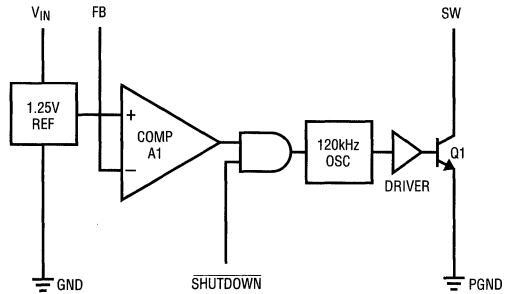 VIN
FB
SW
1.25V
REF
+
COMP
A1
−
120kHz
OSC
DRIVER
Q1
GND
SHUTDOWN
PGND